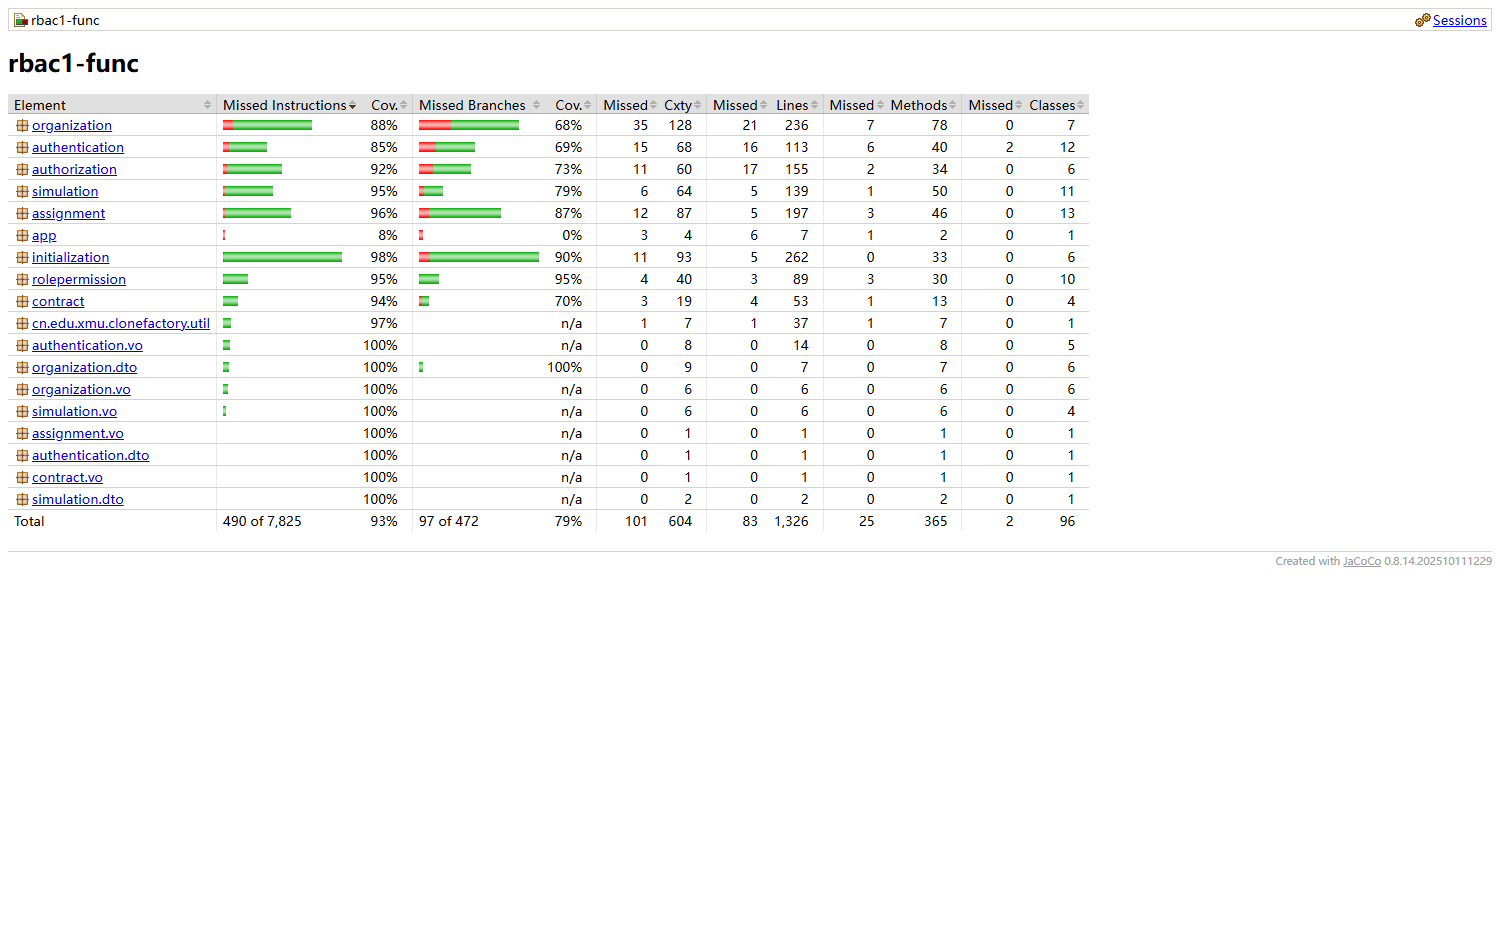 rbac1-func Sessions
rbac1-func
Element Missed Instructions Cov. Missed Branches Cov. Missed Cxty Missed Lines Missed Methods Missed Classes
organization 88% 68% 35 128 21 236 7 78 0 7
authentication 85% 69% 15 68 16 113 6 40 2 12
authorization 92% 73% 11 60 17 155 2 34 0 6
simulation 95% 79% 6 64 5 139 1 50 0 11
assignment 96% 87% 12 87 5 197 3 46 0 13
app 8% 0% 3 4 6 7 1 2 0 1
initialization 98% 90% 11 93 5 262 0 33 0 6
rolepermission 95% 95% 4 40 3 89 3 30 0 10
contract 94% 70% 3 19 4 53 1 13 0 4
cn.edu.xmu.clonefactory.util 97% n/a 1 7 1 37 1 7 0 1
authentication.vo 100% n/a 0 8 0 14 0 8 0 5
organization.dto 100% 100% 0 9 0 7 0 7 0 6
organization.vo 100% n/a 0 6 0 6 0 6 0 6
simulation.vo 100% n/a 0 6 0 6 0 6 0 4
assignment.vo 100% n/a 0 1 0 1 0 1 0 1
authentication.dto 100% n/a 0 1 0 1 0 1 0 1
contract.vo 100% n/a 0 1 0 1 0 1 0 1
simulation.dto 100% n/a 0 2 0 2 0 2 0 1
Total 490 of 7,825 93% 97 of 472 79% 101 604 83 1,326 25 365 2 96
Created with JaCoCo 0.8.14.202510111229